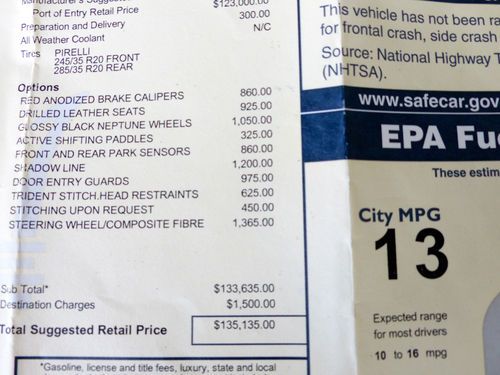 Manufacturer's Suggested $123,000.00
Port of Entry Retail Price 300.00
Preparation and Delivery N/C
All Weather Coolant
Tires PIRELLI
245/35 R20 FRONT
285/35 R20 REAR
Options
RED ANODIZED BRAKE CALIPERS 860.00
DRILLED LEATHER SEATS 925.00
GLOSSY BLACK NEPTUNE WHEELS 1,050.00
ACTIVE SHIFTING PADDLES 325.00
FRONT AND REAR PARK SENSORS 860.00
SHADOW LINE 1,200.00
DOOR ENTRY GUARDS 975.00
TRIDENT STITCH.HEAD RESTRAINTS 625.00
STITCHING UPON REQUEST 450.00
STEERING WHEEL/COMPOSITE FIBRE 1,365.00
Sub Total* $133,635.00
Destination Charges $1,500.00
Total Suggested Retail Price $135,135.00
*Gasoline, license and title fees, luxury, state and local
This vehicle has not been ra
for frontal crash, side crash
Source: National Highway T
(NHTSA).
www.safecar.gov
EPA Fu
These estim
City MPG
13
Expected range
for most drivers
10 to 16 mpg